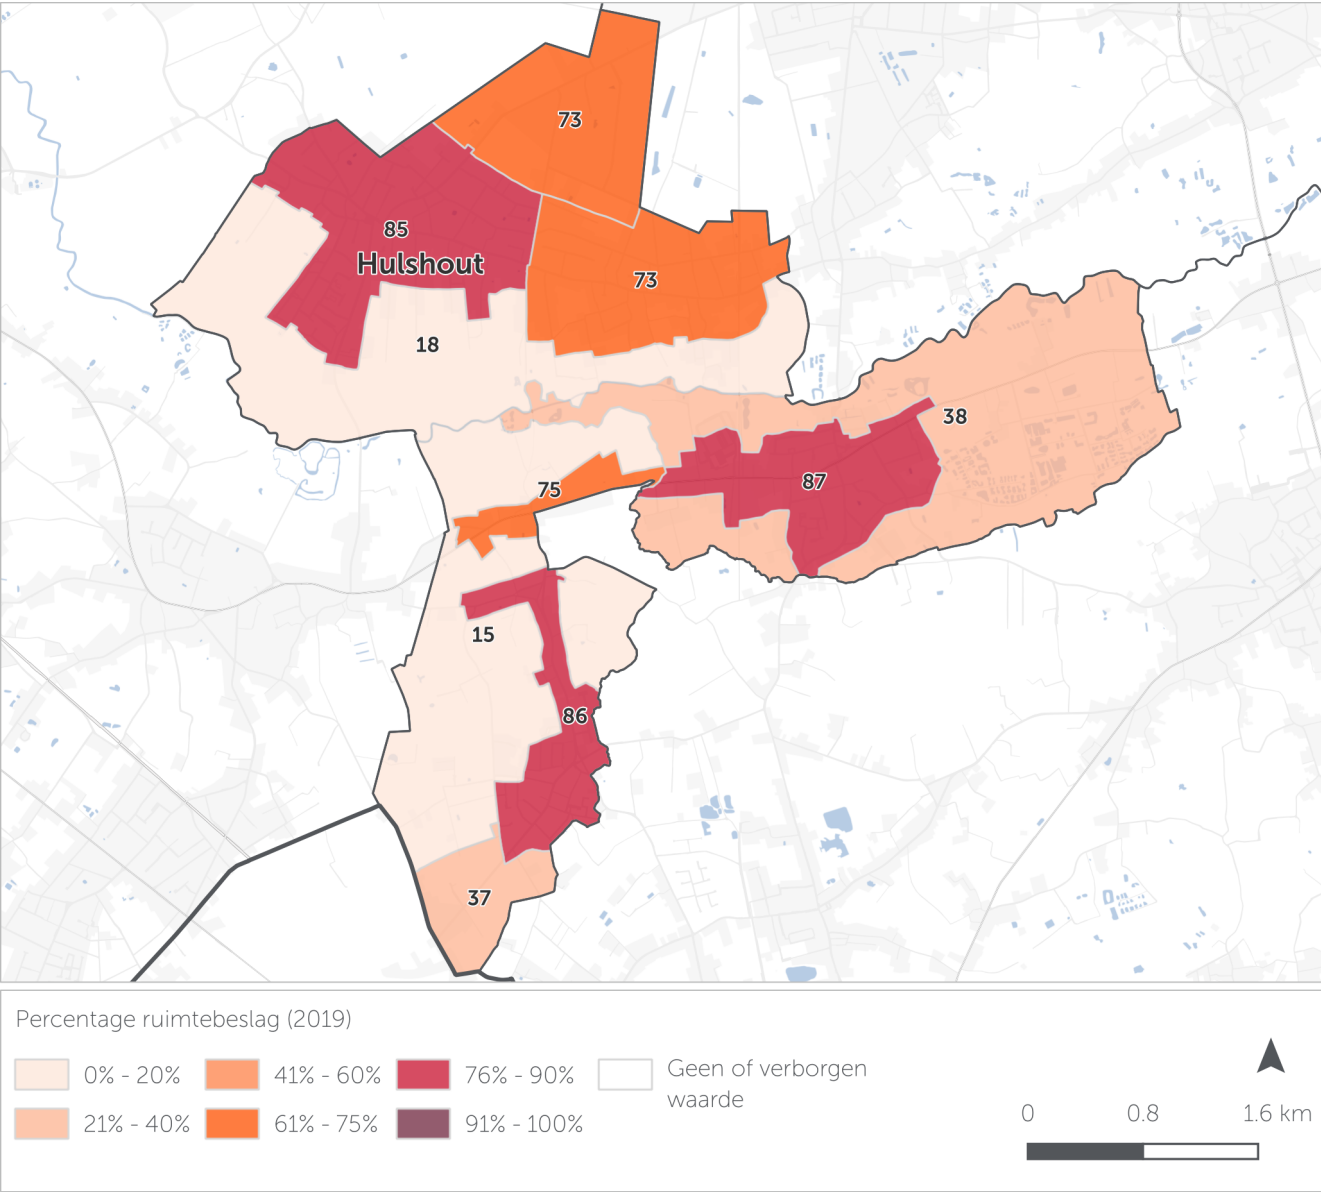 73
85
Hulshout
73
18
38
87
75
15
86
37
Percentage ruimtebeslag (2019)
0% - 20%
41% - 60%
76% - 90%
Geen of verborgen
waarde
21% - 40%
61% - 75%
91% - 100%
0 0.8 1.6 km